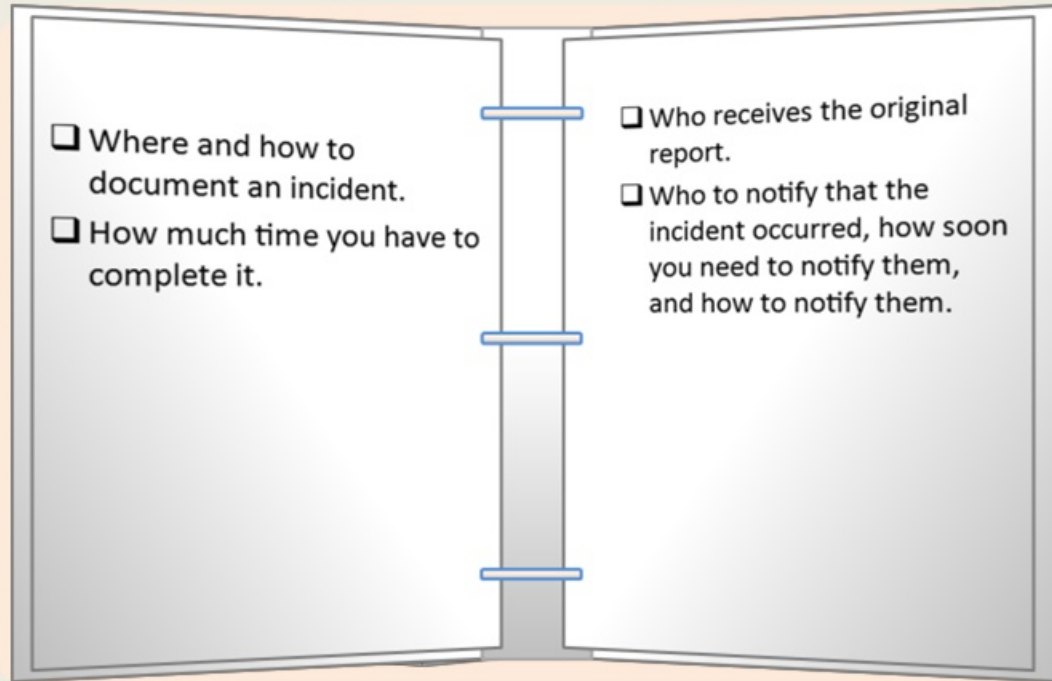 ❑ Where and how to
document an incident.
❑ How much time you have to
complete it.
❑ Who receives the original
report.
❑ Who to notify that the
incident occurred, how soon
you need to notify them,
and how to notify them.